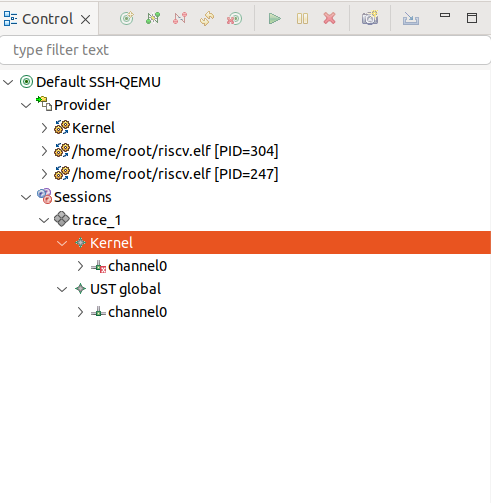 Control
type filter text
Default SSH-QEMU
Provider
Kernel
/home/root/riscv.elf [PID=304]
/home/root/riscv.elf [PID=247]
Sessions
trace_1
Kernel
channel0
UST global
channel0